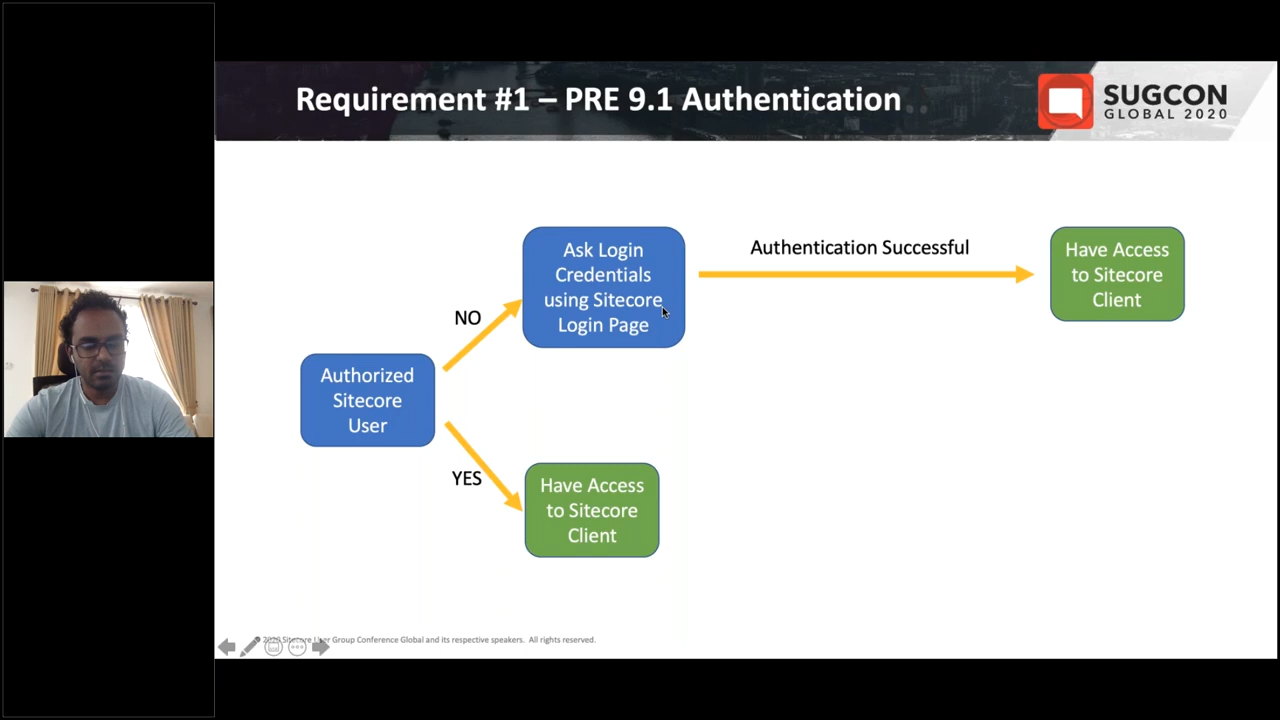 Requirement #1 – PRE 9.1 Authentication
SUGCON
GLOBAL 2020
Ask Login
Credentials
using Sitecore
Login Page
Authentication Successful
Have Access
to Sitecore
Client
NO
Authorized
Sitecore
User
YES
Have Access
to Sitecore
Client
© 2020 Sitecore User Group Conference Global and its respective speakers. All rights reserved.